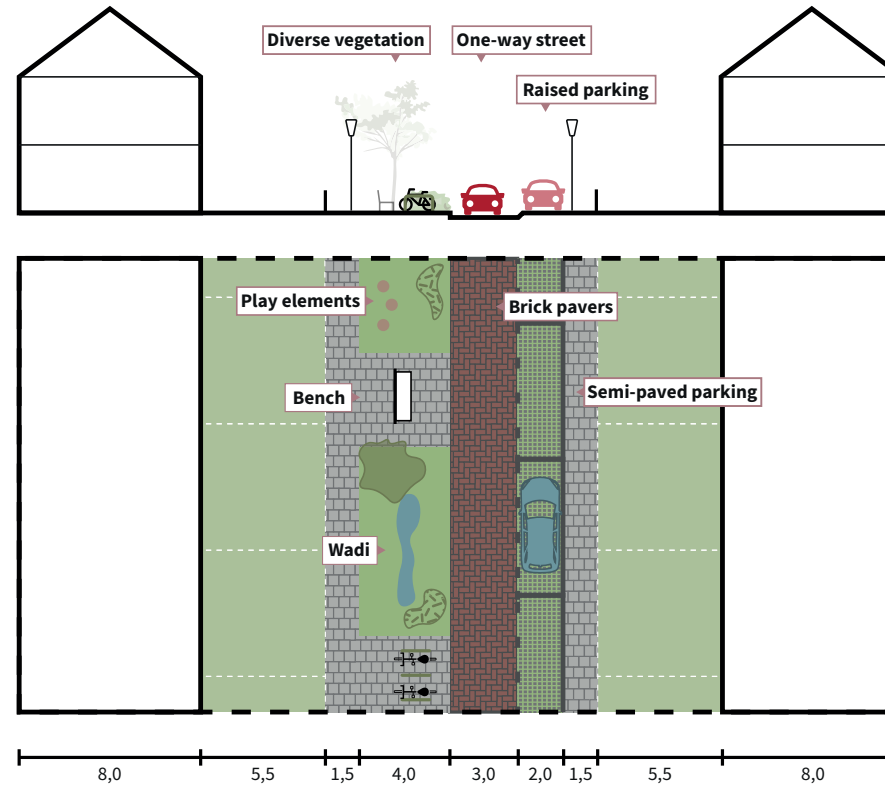 Diverse vegetation
One-way street
Raised parking
Play elements
Brick pavers
Bench
Semi-paved parking
Wadi
8,0
5,5
1,5
4,0
3,0
2,0
1,5
5,5
8,0